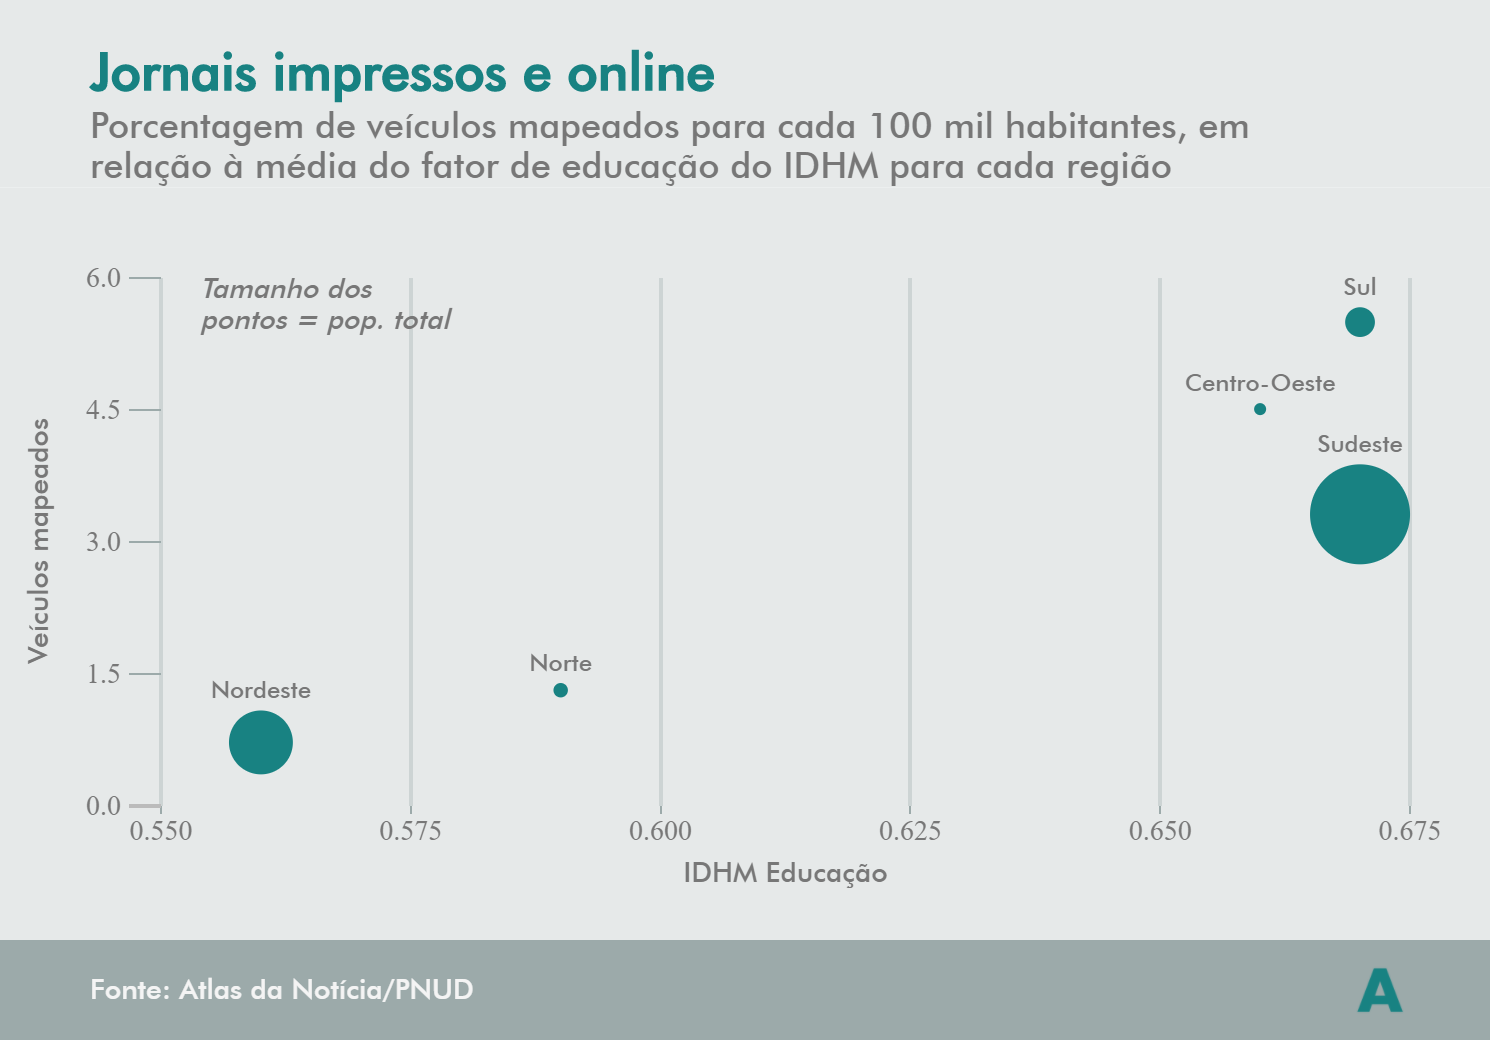 Jornais impressos e online
Porcentagem de veículos mapeados para cada 100 mil habitantes, em
relação à média do fator de educação do IDHM para cada região
Tamanho dos
pontos = pop. total
Veículos mapeados
6.0
4.5
3.0
1.5
0.0
Sul
Centro-Oeste
Sudeste
Norte
Nordeste
0.550
0.575
0.600
0.625
0.650
0.675
IDHM Educação
Fonte: Atlas da Notícia/PNUD
A